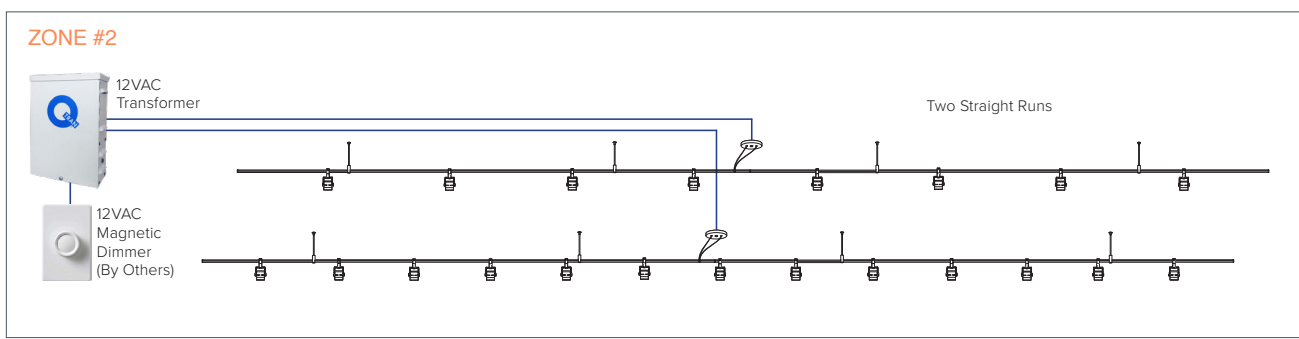 ZONE #2
12VAC
Transformer
Two Straight Runs
12VAC
Magnetic
Dimmer
(By Others)